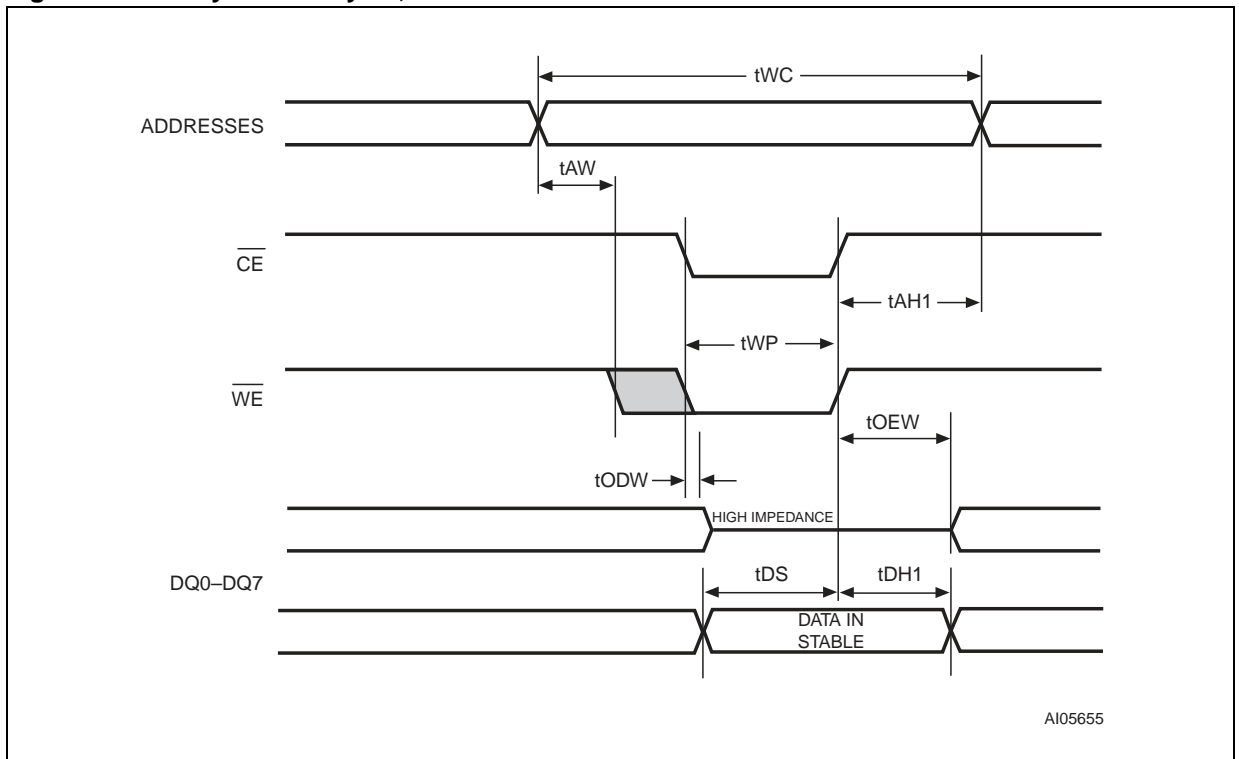 tWC
ADDRESSES
tAW
CE
tAH1
tWP
WE
tOEW
tODW
HIGH IMPEDANCE
DQ0–DQ7
tDS
tDH1
DATA IN
STABLE
AI05655